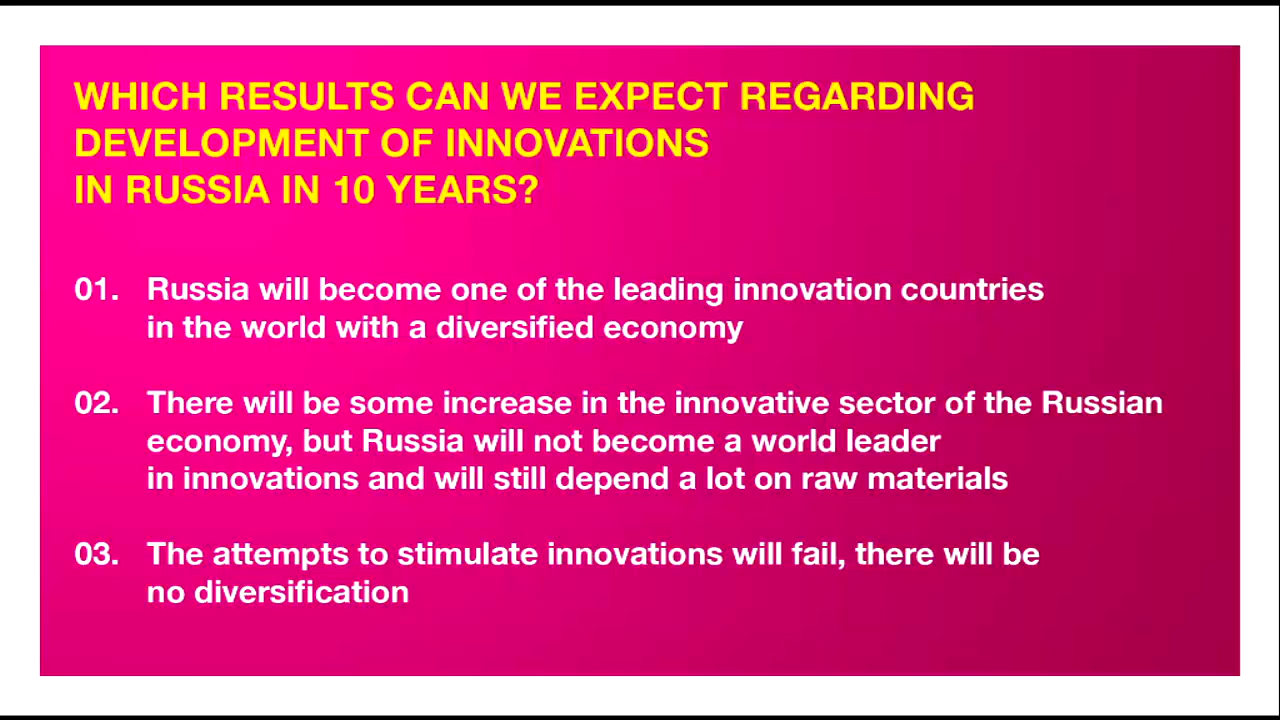 WHICH RESULTS CAN WE EXPECT REGARDING
DEVELOPMENT OF INNOVATIONS
IN RUSSIA IN 10 YEARS?
01. Russia will become one of the leading innovation countries
in the world with a diversified economy
02. There will be some increase in the innovative sector of the Russian
economy, but Russia will not become a world leader
in innovations and will still depend a lot on raw materials
03. The attempts to stimulate innovations will fail, there will be
no diversification